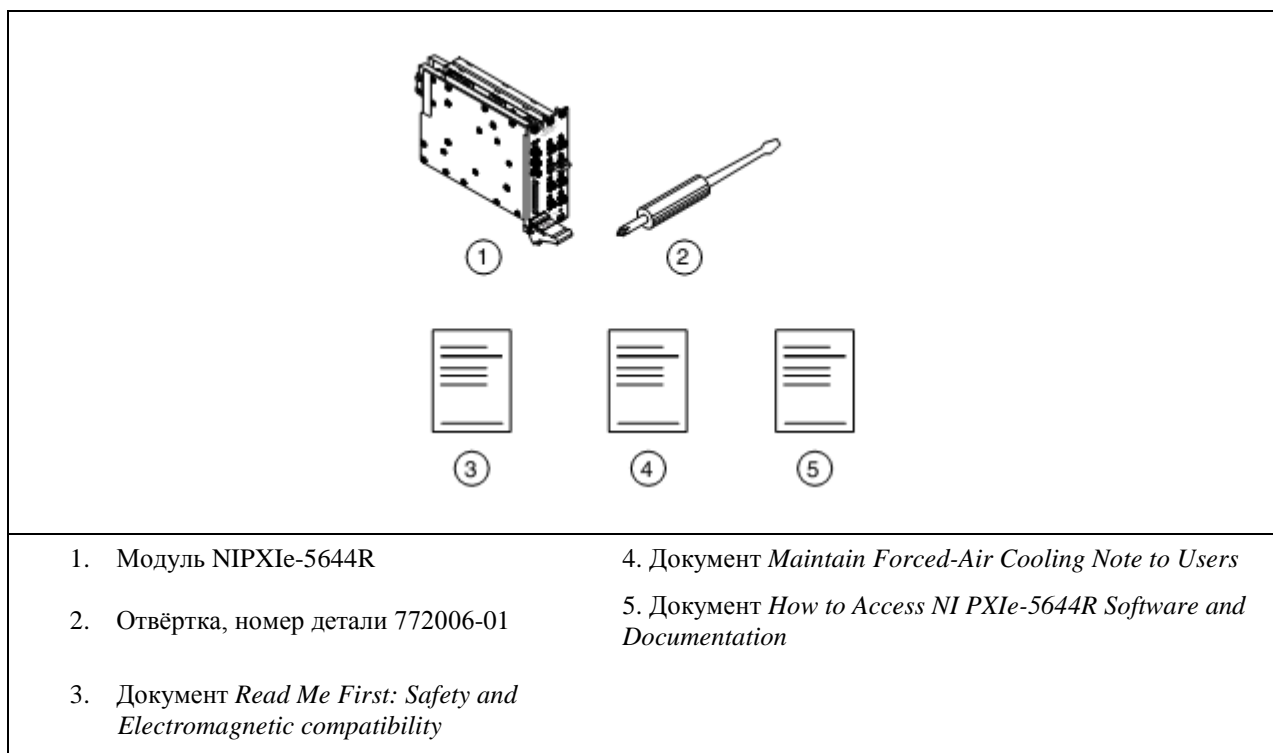 1
2
3
4
5
1. Модуль NIPXIe-5644R
2. Отвёртка, номер детали 772006-01
3. Документ Read Me First: Safety and
Electromagnetic compatibility
4. Документ Maintain Forced-Air Cooling Note to Users
5. Документ How to Access NI PXIe-5644R Software and
Documentation